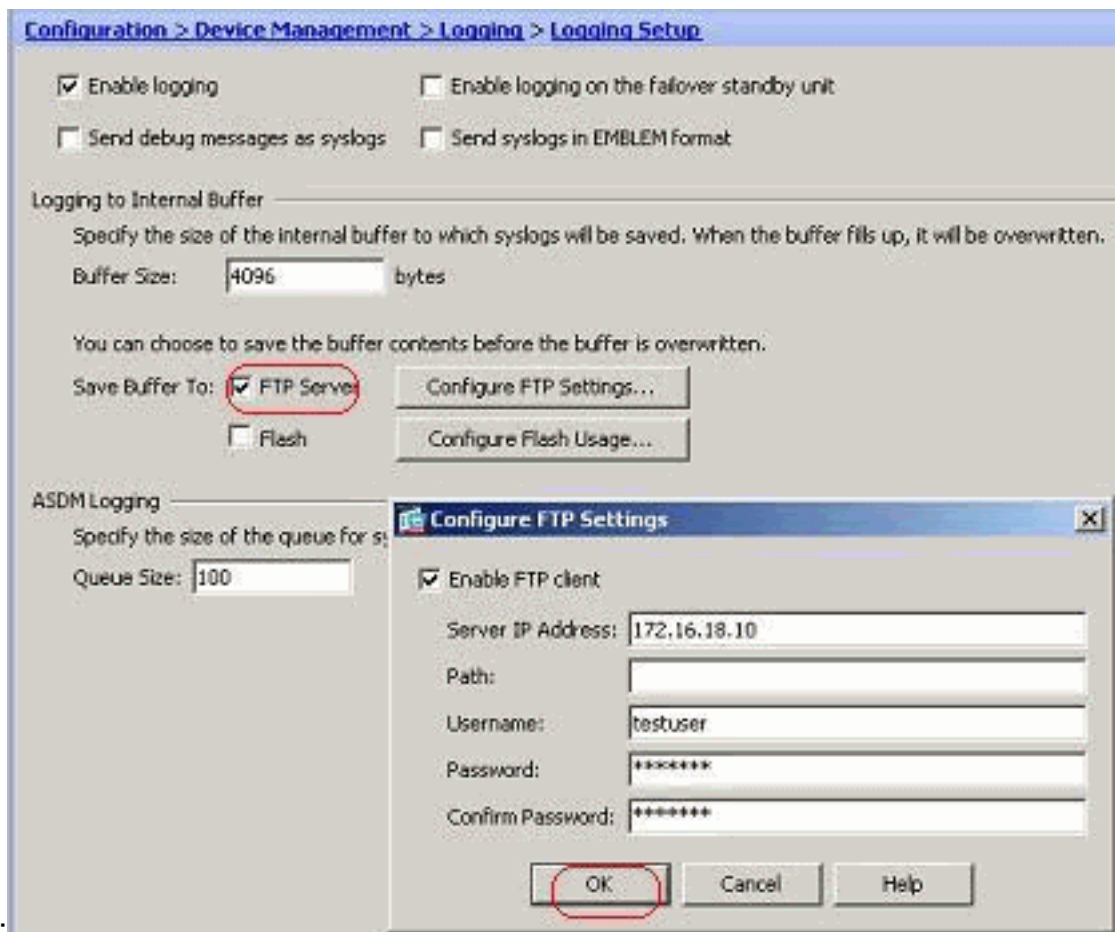 Configuration > Device Management > Logging > Logging Setup
Enable logging
Enable logging on the failover standby unit
Send debug messages as syslogs
Send syslogs in EMBLEM format
Logging to Internal Buffer
Specify the size of the internal buffer to which syslogs will be saved. When the buffer fills up, it will be overwritten.
Buffer Size: 4096 bytes
You can choose to save the buffer contents before the buffer is overwritten.
Save Buffer To: FTP Server Configure FTP Settings...
Flash Configure Flash Usage...
ASDM Logging
Specify the size of the queue for sy
Queue Size: 100
Configure FTP Settings
Enable FTP client
Server IP Address: 172.16.18.10
Path:
Username: testuser
Password: *******
Confirm Password: *******
OK Cancel Help
.